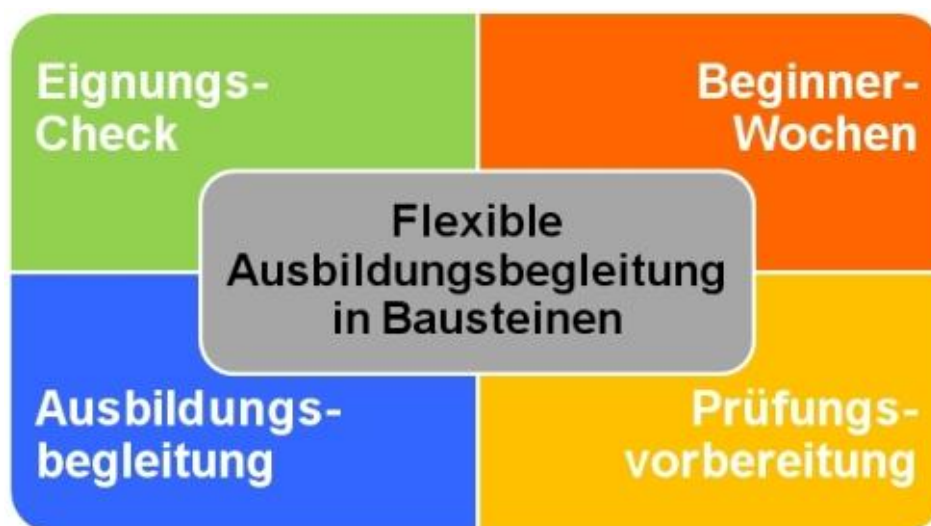 Eignungs-
Check
Beginner-
Wochen
Flexible
Ausbildungsbegleitung
in Bausteinen
Ausbildungs-
begleitung
Prüfungs-
vorbereitung